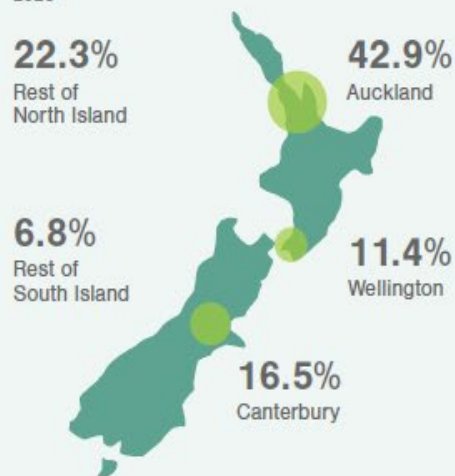 22.3%
Rest of
North Island
42.9%
Auckland
6.8%
Rest of
South Island
11.4%
Wellington
16.5%
Canterbury